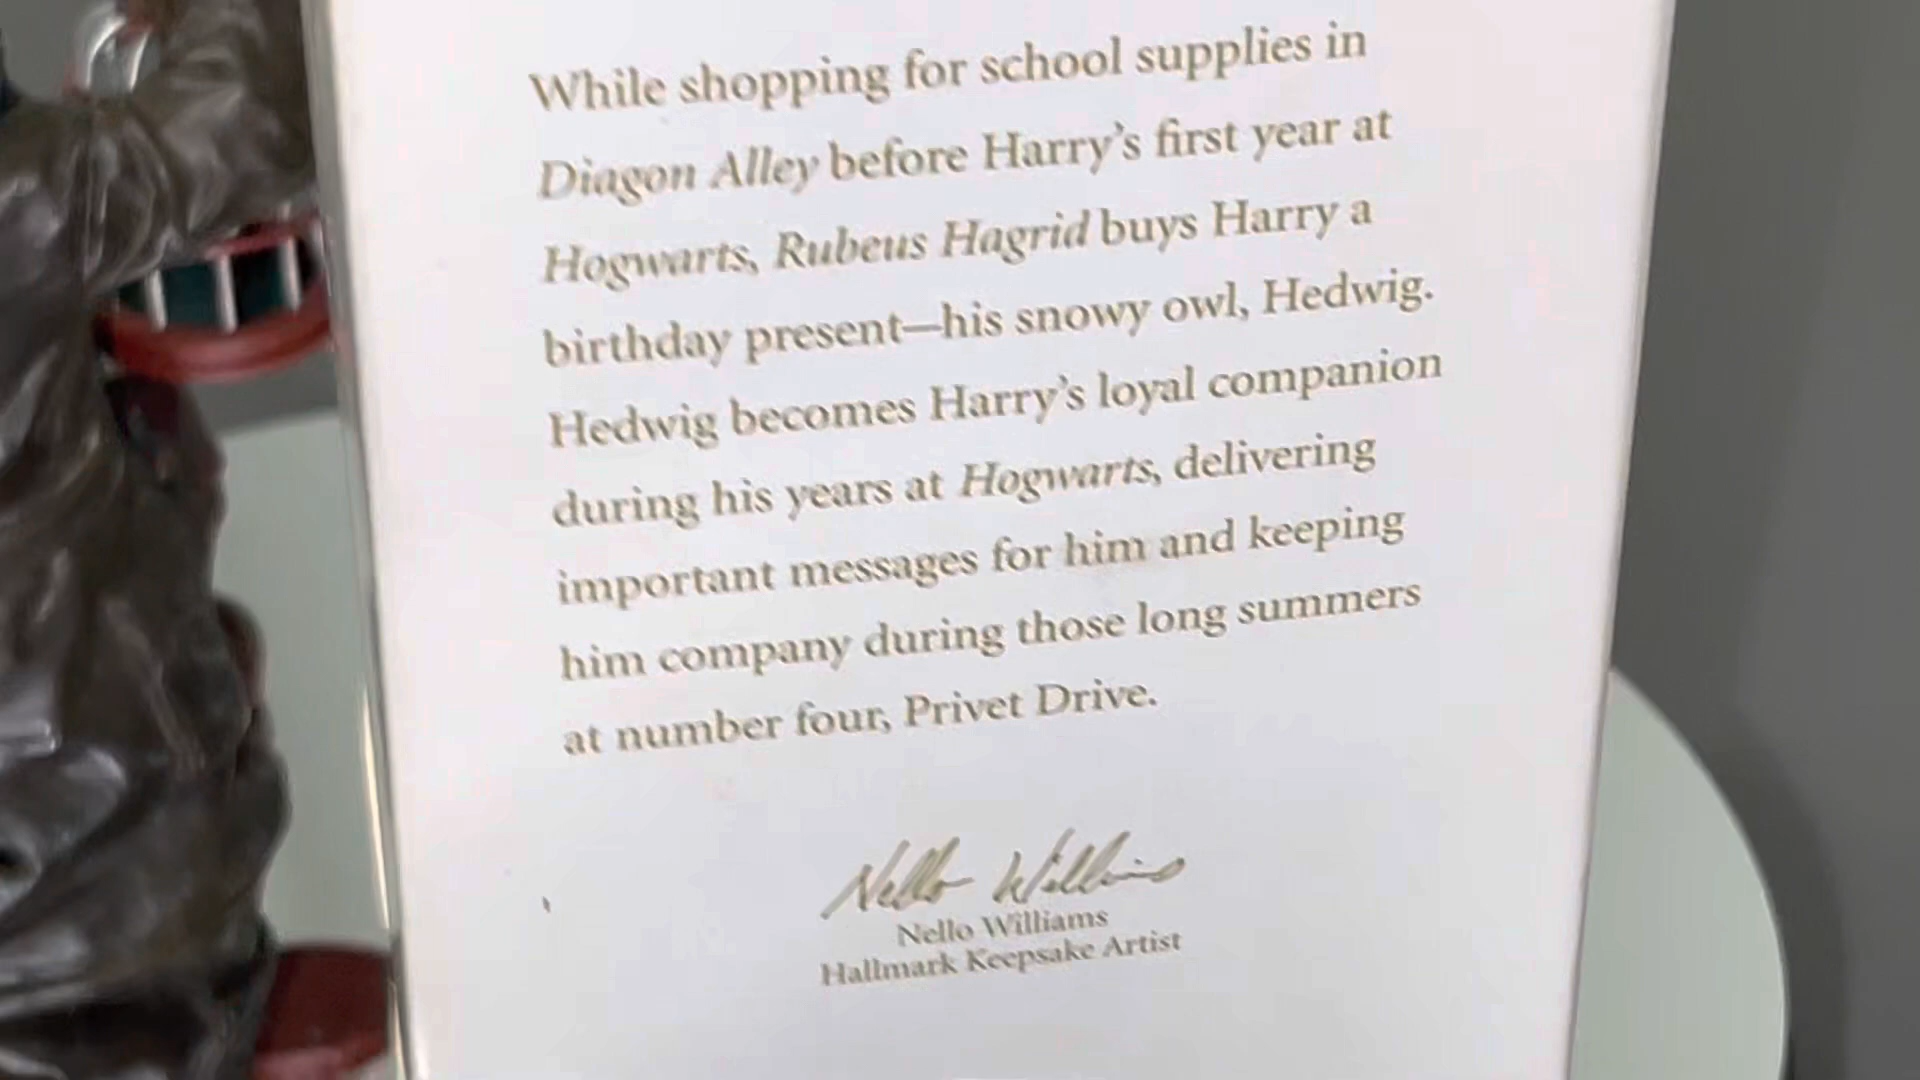 While shopping for school supplies in
Diagon Alley before Harry's first year at
Hogwarts, Rubeus Hagrid buys Harry a
birthday present—his snowy owl, Hedwig.
Hedwig becomes Harry's loyal companion
during his years at Hogwarts, delivering
important messages for him and keeping
him company during those long summers
at number four, Privet Drive.
Nello Williams
Nello Williams
Hallmark Keepsake Artist